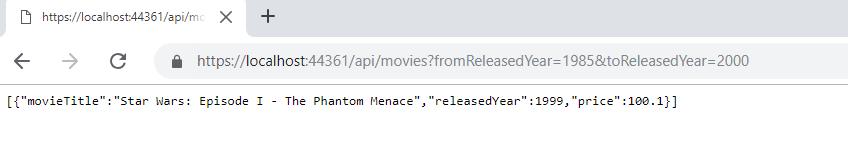 https://localhost:44361/api/mo
https://localhost:44361/api/movies?fromReleasedYear=1985&toReleasedYear=2000
[{"movieTitle":"Star Wars: Episode I - The Phantom Menace","releasedYear":1999,"price":100.1}]